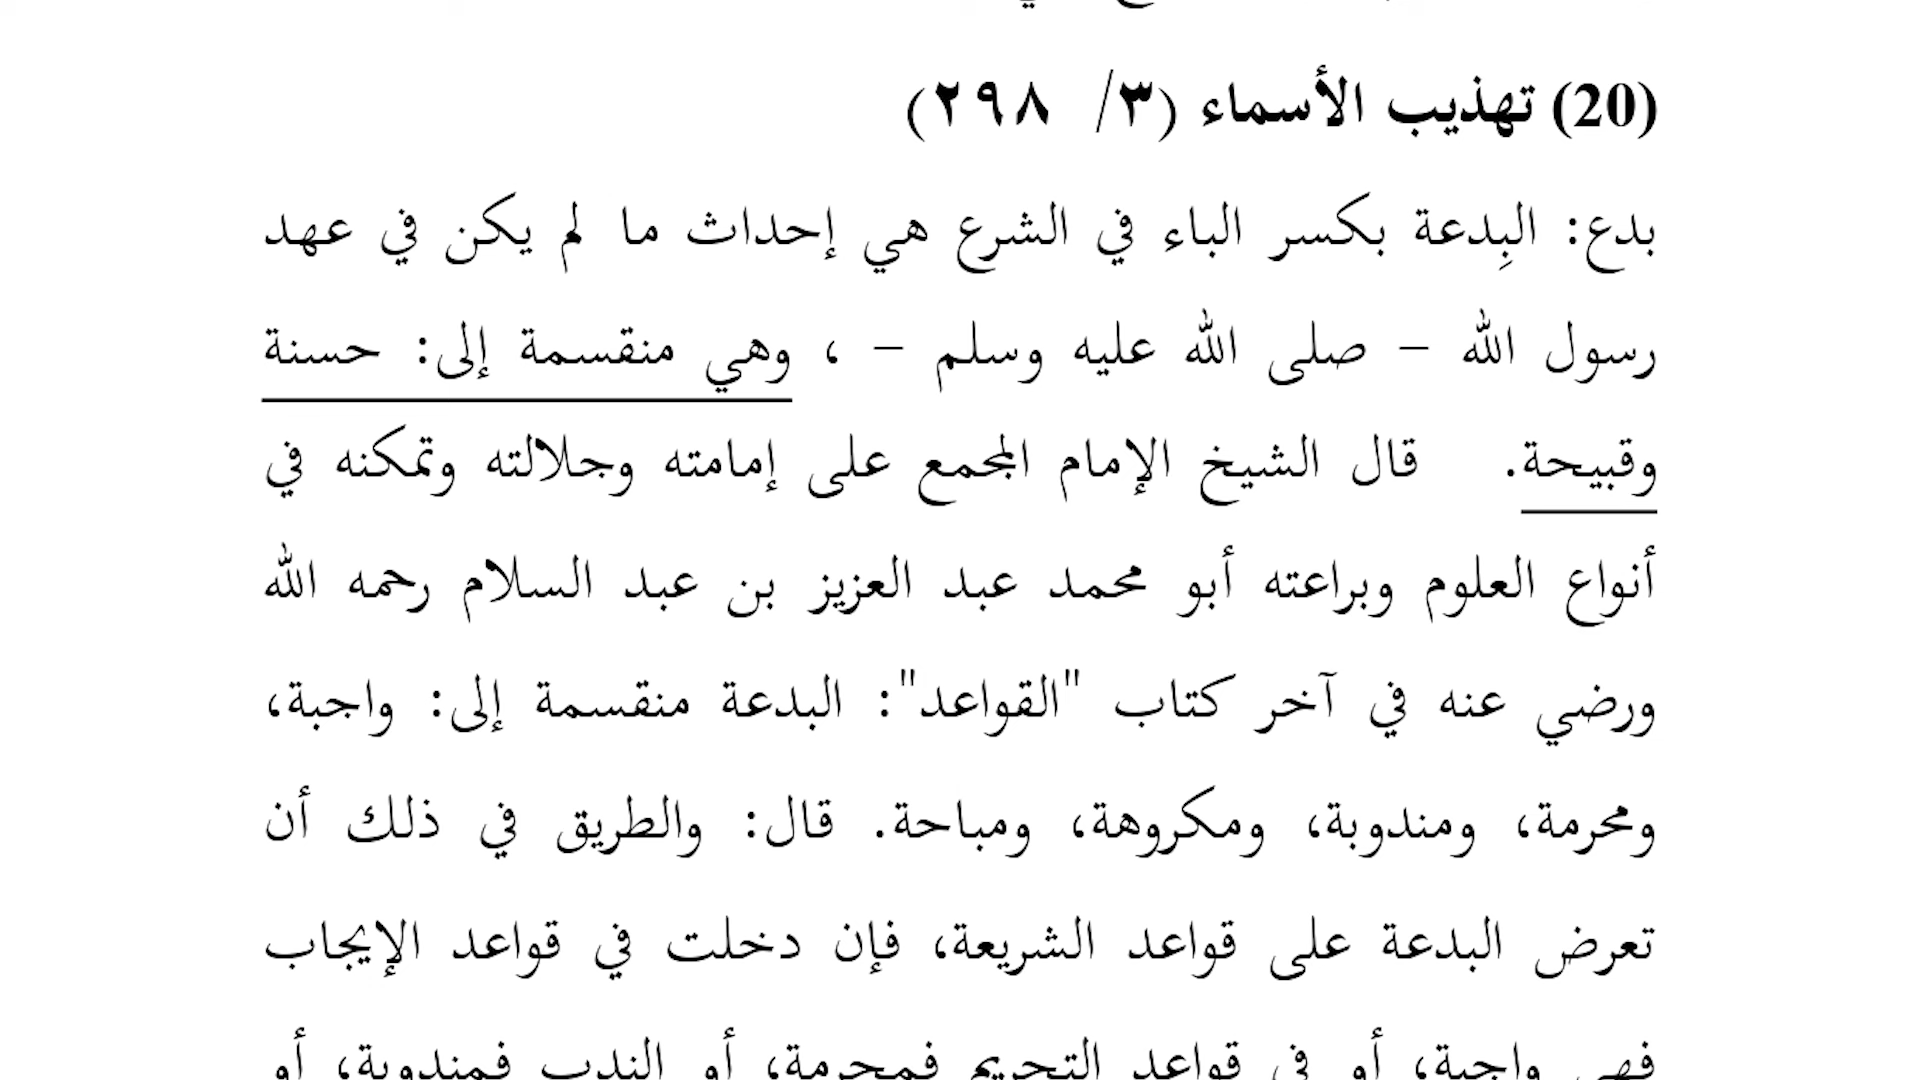 (20) تهذيب الأسماء (٣/ ٢٩٨)
بدع: البِدعة بكسر الباء في الشرع هي إحداث ما لم يكن في عهد
رسول الله – صلى الله عليه وسلم – ، وهي منقسمة إلى: حسنة
وقبيحة. قال الشيخ الإمام المجمع على إمامته وجلالته وتمكنه في
أنواع العلوم وبراعته أبو محمد عبد العزيز بن عبد السلام رحمه الله
ورضي عنه في آخر كتاب "القواعد": البدعة منقسمة إلى: واجبة،
ومحرمة، ومندوبة، ومكروهة، ومباحة. قال: والطريق في ذلك أن
تعرض البدعة على قواعد الشريعة، فإن دخلت في قواعد الإيجاب
فهي واجبة، أو في قواعد التحريم فمحرمة، أو الندب فمندوبة، أو